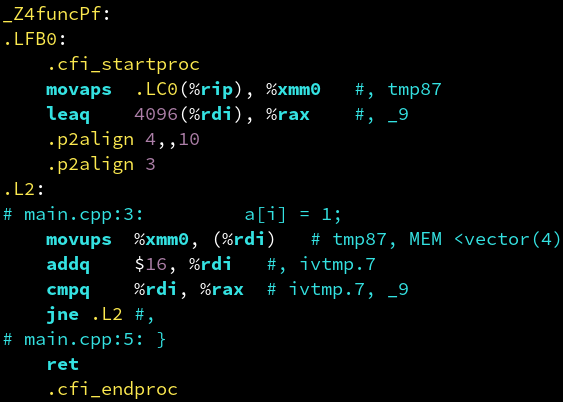 _Z4funcPf:
.LFB0:
    .cfi_startproc
    movaps  .LC0(%rip), %xmm0   #, tmp87
    leaq    4096(%rdi), %rax    #, _9
    .p2align 4,,10
    .p2align 3
.L2:
# main.cpp:3:         a[i] = 1;
    movups  %xmm0, (%rdi)   # tmp87, MEM <vector(4)
    addq    $16, %rdi   #, ivtmp.7
    cmpq    %rdi, %rax  # ivtmp.7, _9
    jne .L2 #,
# main.cpp:5: }
    ret
    .cfi_endproc